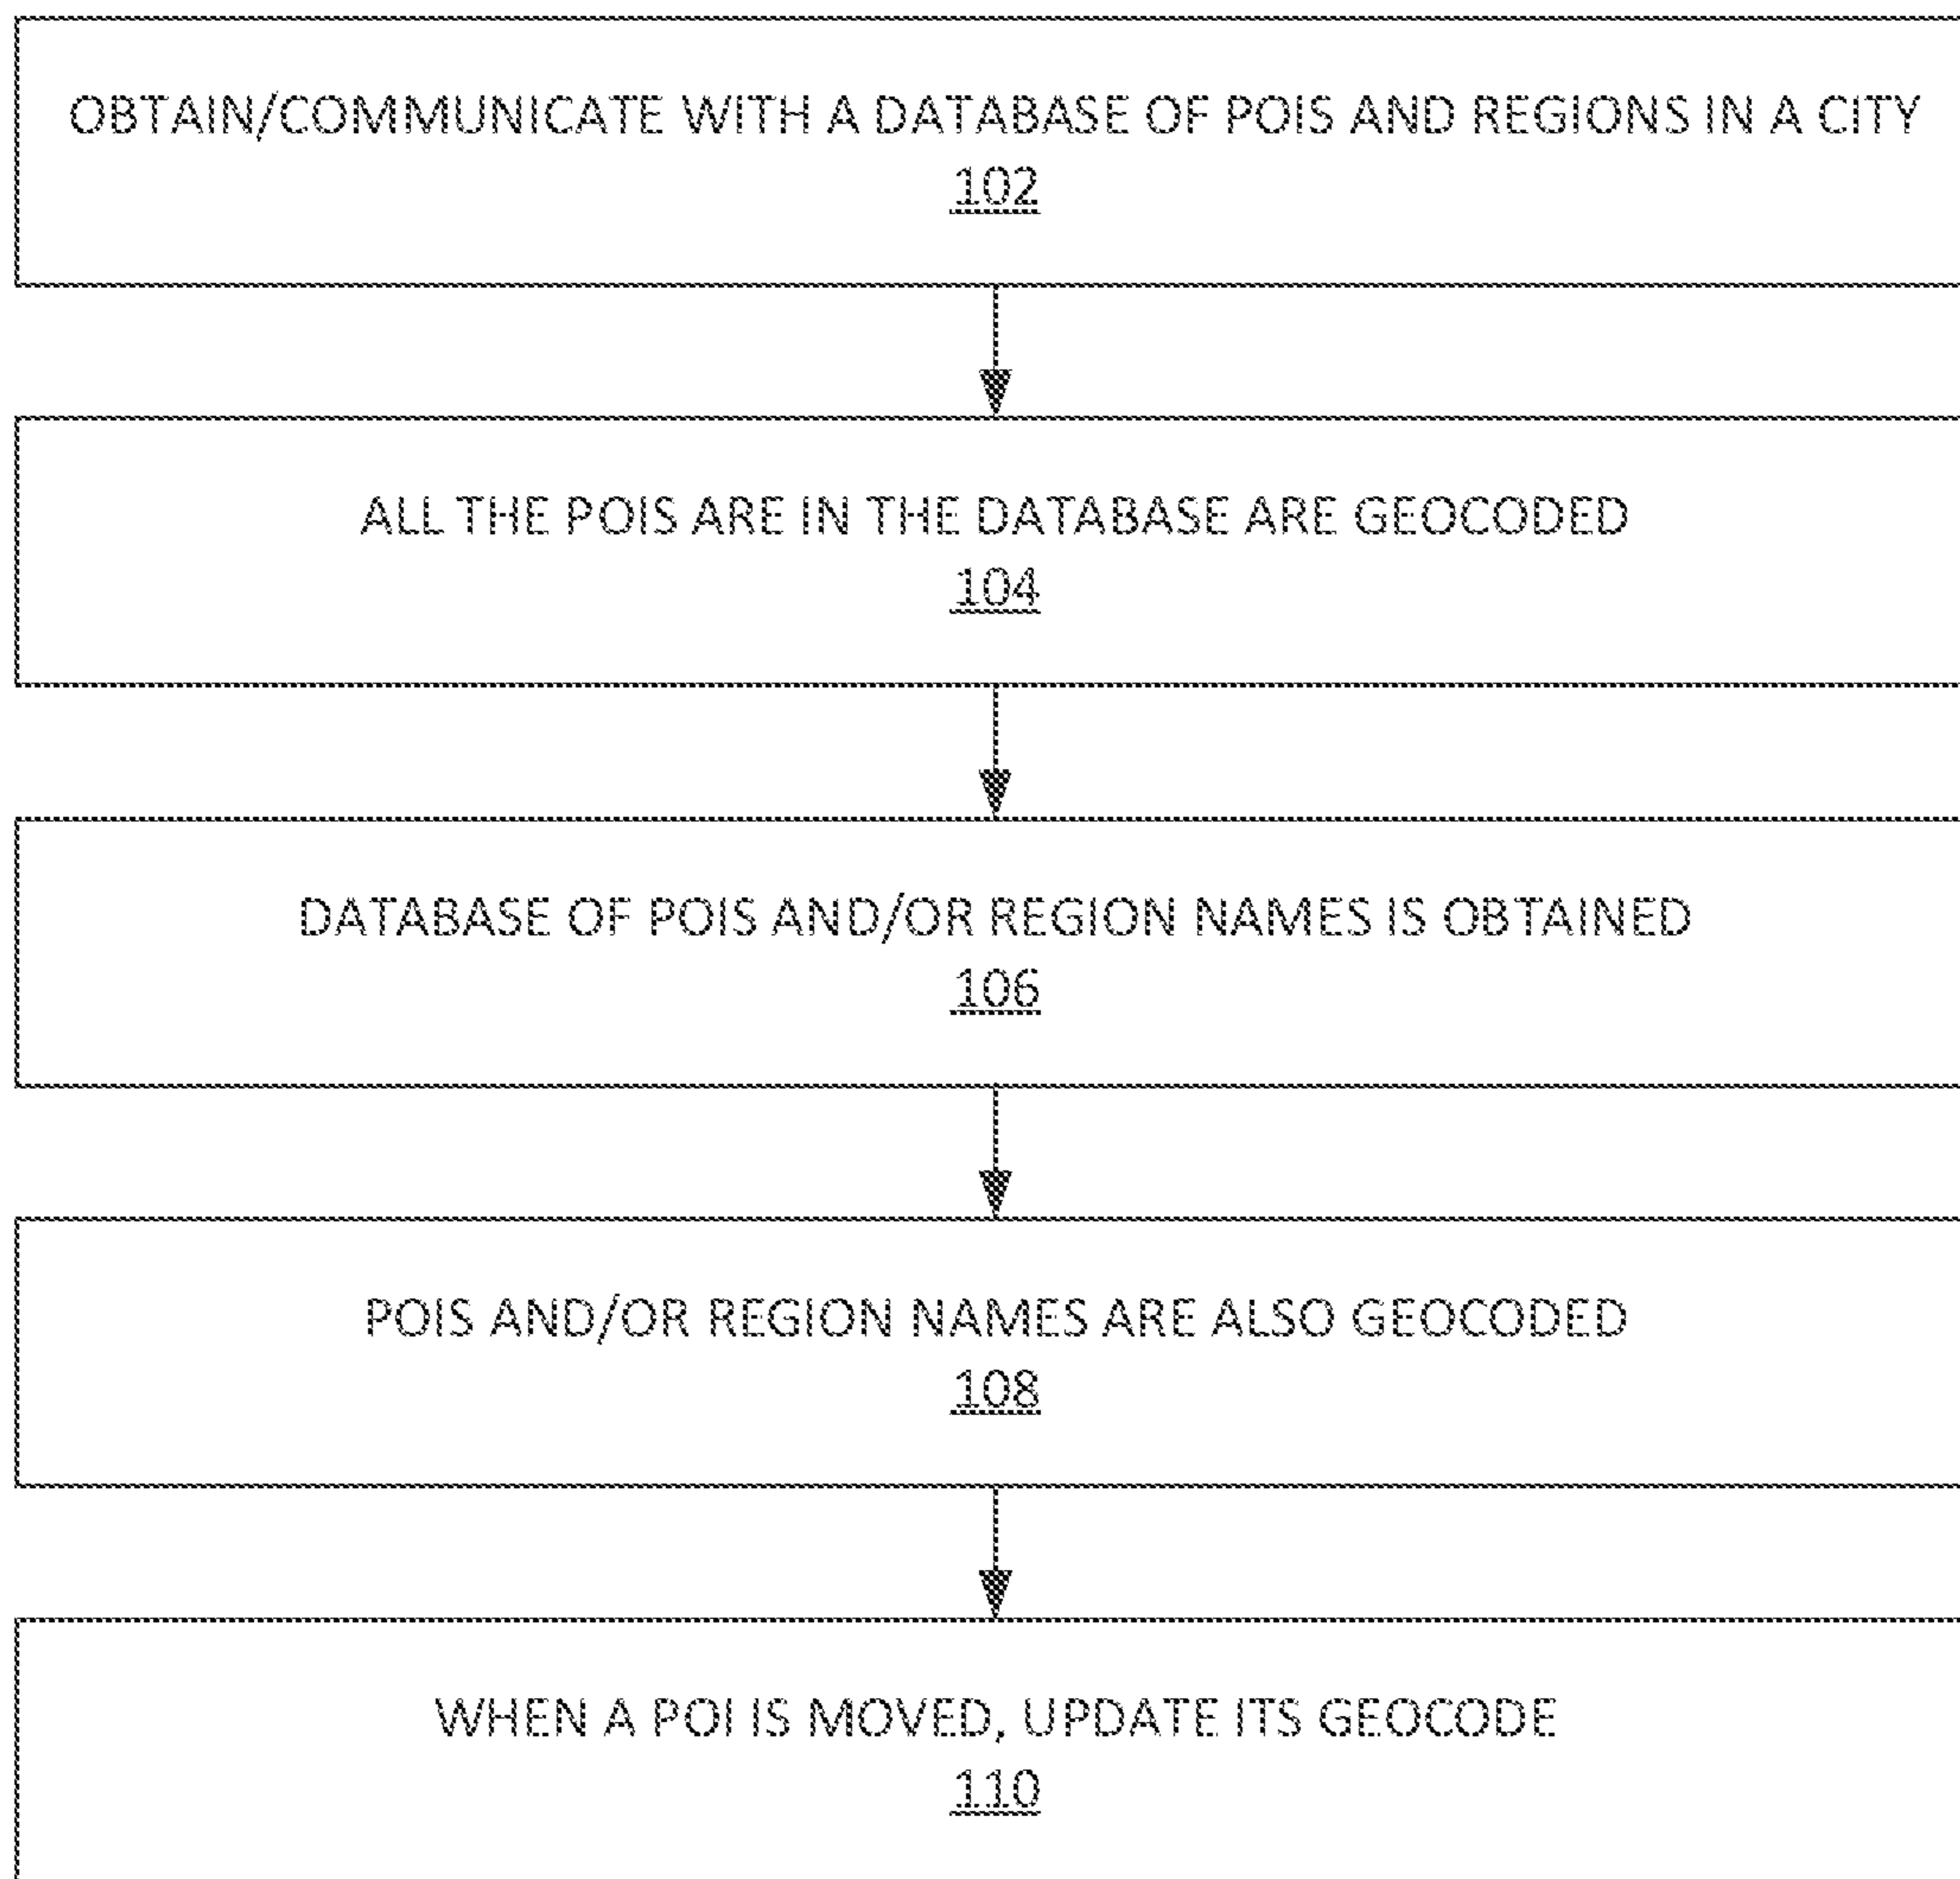 OBTAIN/COMMUNICATE WITH A DATABASE OF POIS AND REGIONS IN A CITY
102
ALL THE POIS ARE IN THE DATABASE ARE GEOCODED
104
DATABASE OF POIS AND/OR REGION NAMES IS OBTAINED
106
POIS AND/OR REGION NAMES ARE ALSO GEOCODED
108
WHEN A POI IS MOVED, UPDATE ITS GEOCODE
110